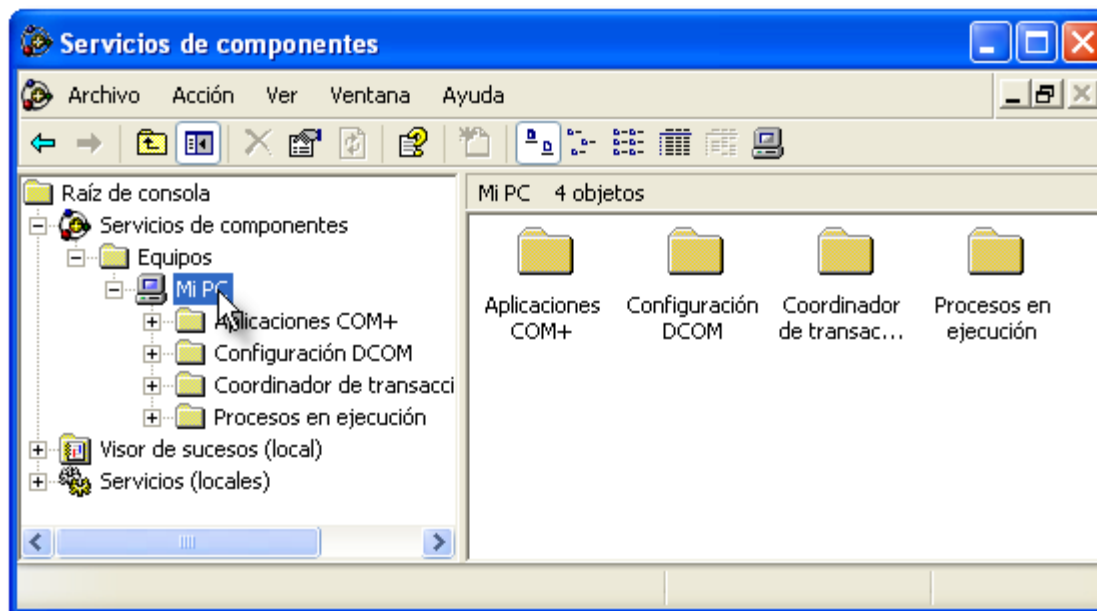 Servicios de componentes
Archivo Acción Ver Ventana Ayuda
Raíz de consola
Servicios de componentes
Equipos
Mi PC
Aplicaciones COM+
Configuración DCOM
Coordinador de transacci
Procesos en ejecución
Visor de sucesos (local)
Servicios (locales)
Mi PC 4 objetos
Aplicaciones
COM+
Configuración
DCOM
Coordinador
de transac...
Procesos en
ejecución